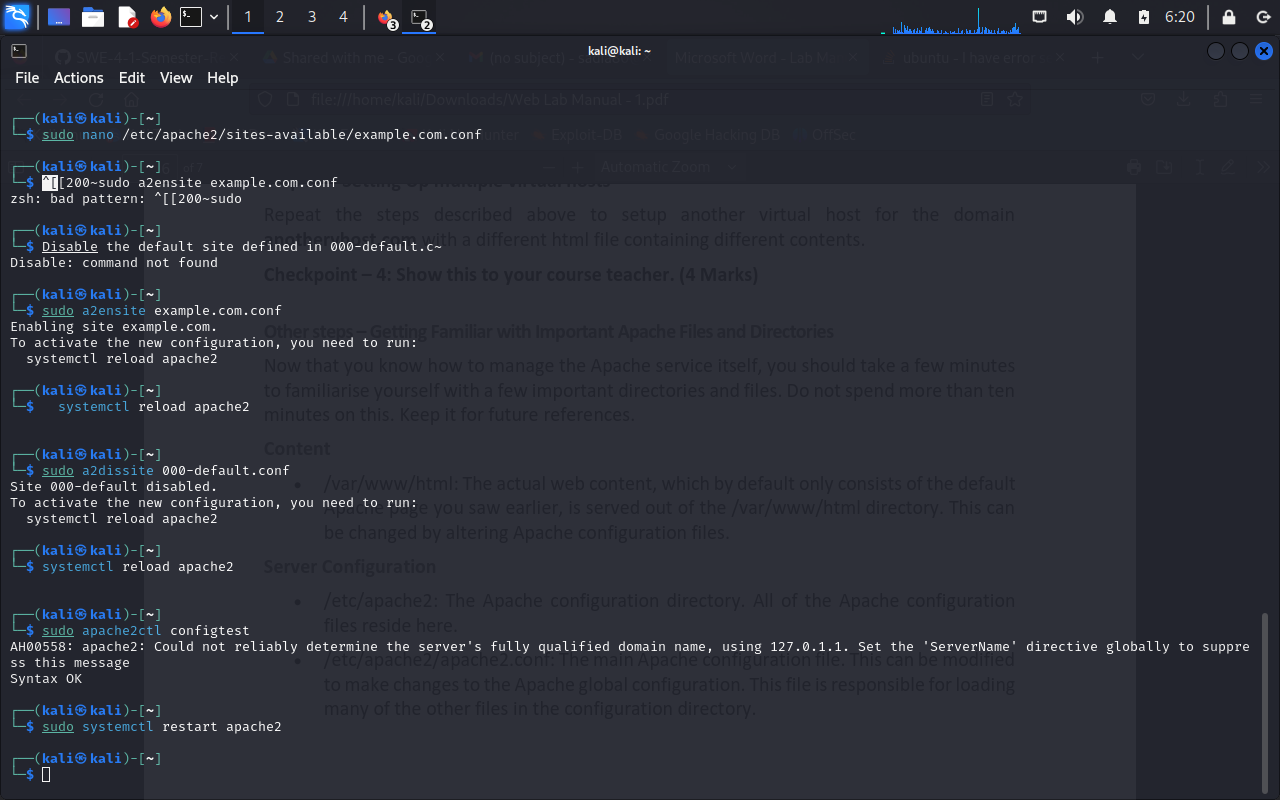 1 2 3 4 3 2 6:20
kali@kali: ~
SWE-4-1-Semester- Shared with me - Goo (no subject) - Microsoft Word - Lab M ubuntu - I have error
File Actions Edit View Help
file:///home/kali/Downloads/Web Lab Manual - 1.pdf
┌──(kali㉿kali)-[~]
└─$ sudo nano /etc/apache2/sites-available/example.com.conf
Exploit-DB Google Hacking DB OffSec
┌──(kali㉿kali)-[~]
Automatic Zoom
└─$ ^[[200~sudo a2ensite example.com.conf
Setting Up multiple virtual hosts
zsh: bad pattern: ^[[200~sudo
Repeat the steps described above to setup another virtual host for the domain
┌──(kali㉿kali)-[~]
└─$ Disable the default site defined in 000-default.c~
anothervhost.com with a different html file containing different contents.
Disable: command not found
Checkpoint – 4: Show this to your course teacher. (4 Marks)
┌──(kali㉿kali)-[~]
└─$ sudo a2ensite example.com.conf
Enabling site example.com.
Other steps – Getting Familiar with Important Apache Files and Directories
To activate the new configuration, you need to run:
  systemctl reload apache2
Now that you know how to manage the Apache service itself, you should take a few minutes
to familiarise yourself with a few important directories and files. Do not spend more than ten
minutes on this. Keep it for future references.
┌──(kali㉿kali)-[~]
└─$   systemctl reload apache2
Content
┌──(kali㉿kali)-[~]
└─$ sudo a2dissite 000-default.conf
Site 000-default disabled.
To activate the new configuration, you need to run:
  systemctl reload apache2
• /var/www/html: The actual web content, which by default only consists of the default
Apache page you saw earlier, is served out of the /var/www/html directory. This can
be changed by altering Apache configuration files.
┌──(kali㉿kali)-[~]
└─$ systemctl reload apache2
Server Configuration
• /etc/apache2: The Apache configuration directory. All of the Apache configuration
files reside here.
┌──(kali㉿kali)-[~]
└─$ sudo apache2ctl configtest
AH00558: apache2: Could not reliably determine the server's fully qualified domain name, using 127.0.1.1. Set the 'ServerName' directive globally to suppre
ss this message
Syntax OK
• /etc/apache2/apache2.conf: The main Apache configuration file. This can be modified
to make changes to the Apache global configuration. This file is responsible for loading
many of the other files in the configuration directory.
┌──(kali㉿kali)-[~]
└─$ sudo systemctl restart apache2
┌──(kali㉿kali)-[~]
└─$